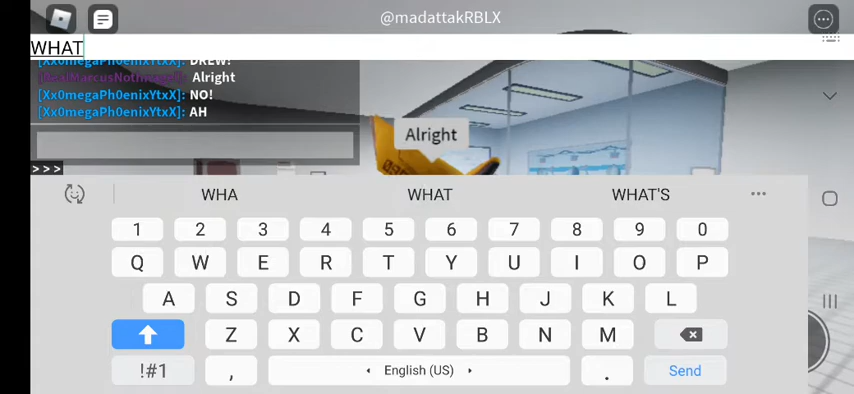 @madattakRBLX
WHAT
[Xx0megaPh0enixYtxX]: DREW!
Alright
[Xx0megaPh0enixYtxX]: NO!
[Xx0megaPh0enixYtxX]: AH
Alright
>>>
WHA WHAT WHAT'S
1 2 3 4 5 6 7 8 9 0
Q W E R T Y U I O P
A S D F G H J K L
Z X C V B N M
!#1 , English (US) . Send